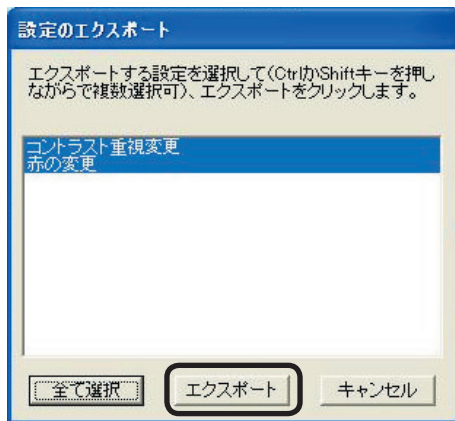 設定のエクスポート
エクスポートする設定を選択して(CtrlかShiftキーを押し
ながらで複数選択可)、エクスポートをクリックします。
コントラスト重視変更
赤の変更
全て選択 エクスポート キャンセル